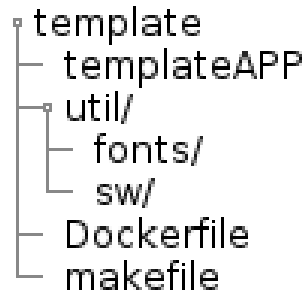 template
templateAPP
util/
fonts/
sw/
Dockerfile
makefile